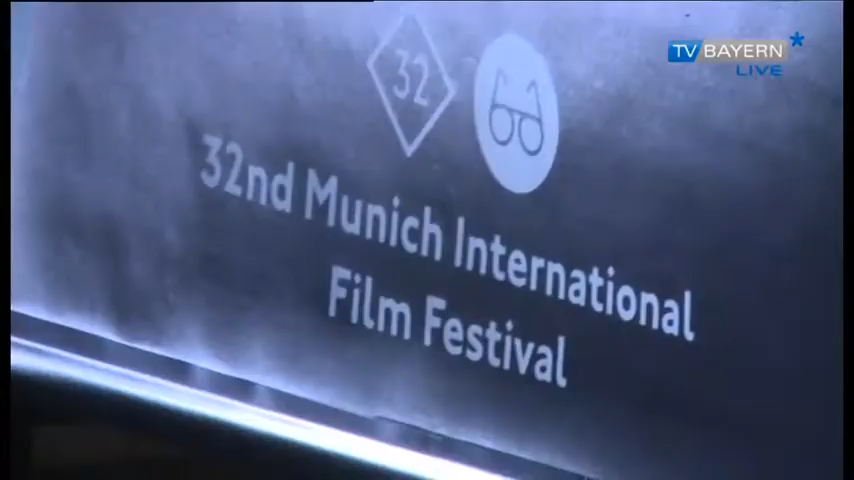 TV BAYERN
LIVE
32
32nd Munich International
Film Festival